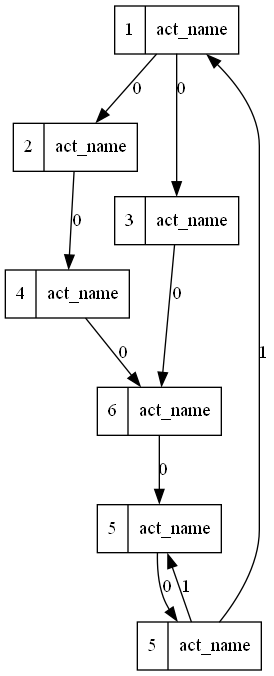 1 act_name
0 0
2 act_name
3 act_name
0
4 act_name
0
0
1
6 act_name
0
5 act_name
0 1
5 act_name